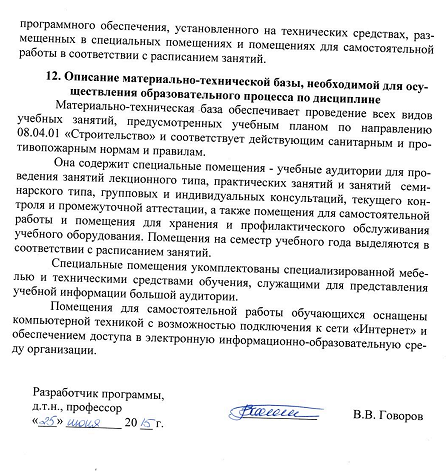 программного обеспечения, установленного на технических средствах, раз-
мещенных в специальных помещениях и помещениях для самостоятельной
работы в соответствии с расписанием занятий.
12. Описание материально-технической базы, необходимой для осу-
ществления образовательного процесса по дисциплине
Материально-техническая база обеспечивает проведение всех видов
учебных занятий, предусмотренных учебным планом по направлению
08.04.01 «Строительство» и соответствует действующим санитарным и про-
тивопожарным нормам и правилам.
Она содержит специальные помещения - учебные аудитории для про-
ведения занятий лекционного типа, практических занятий и занятий семи-
нарского типа, групповых и индивидуальных консультаций, текущего кон-
троля и промежуточной аттестации, а также помещения для самостоятельной
работы и помещения для хранения и профилактического обслуживания
учебного оборудования. Помещения на семестр учебного года выделяются в
соответствии с расписанием занятий.
Специальные помещения укомплектованы специализированной мебе-
лью и техническими средствами обучения, служащими для представления
учебной информации большой аудитории.
Помещения для самостоятельной работы обучающихся оснащены
компьютерной техникой с возможностью подключения к сети «Интернет» и
обеспечением доступа в электронную информационно-образовательную сре-
ду организации.
Разработчик программы,
д.т.н., профессор В.В. Говоров
«25» июня 2015 г.